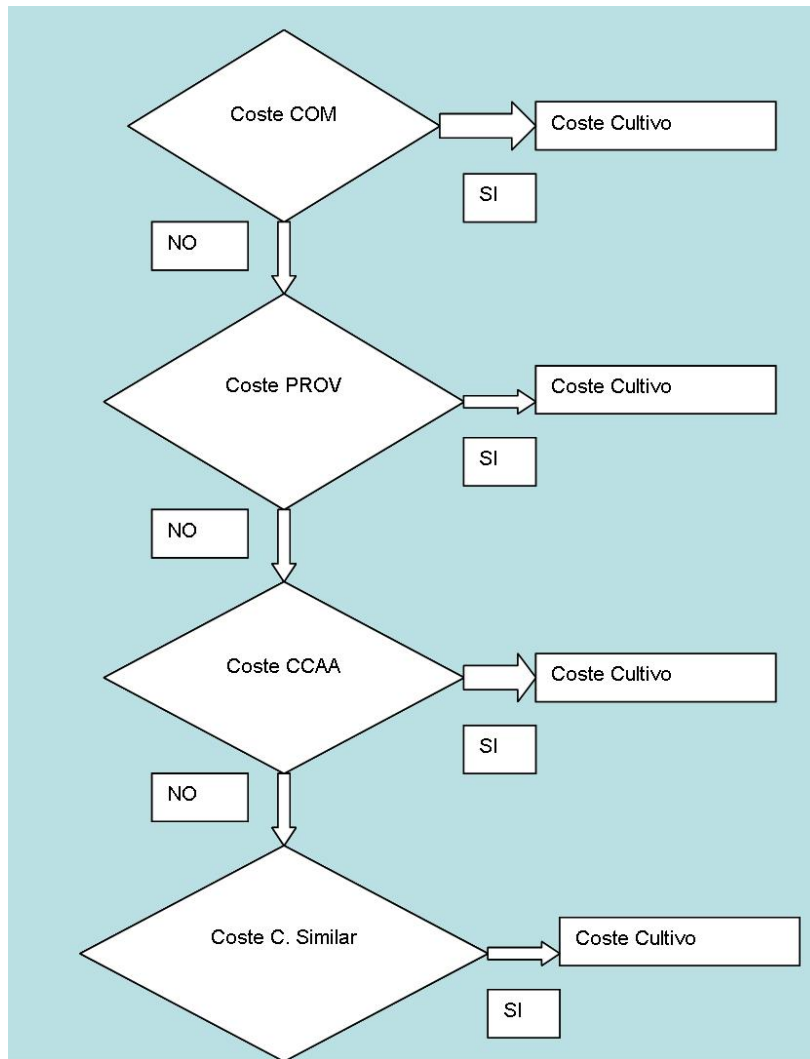 Coste COM
Coste Cultivo
SI
NO
Coste PROV
Coste Cultivo
SI
NO
Coste CCAA
Coste Cultivo
SI
NO
Coste C. Similar
Coste Cultivo
SI